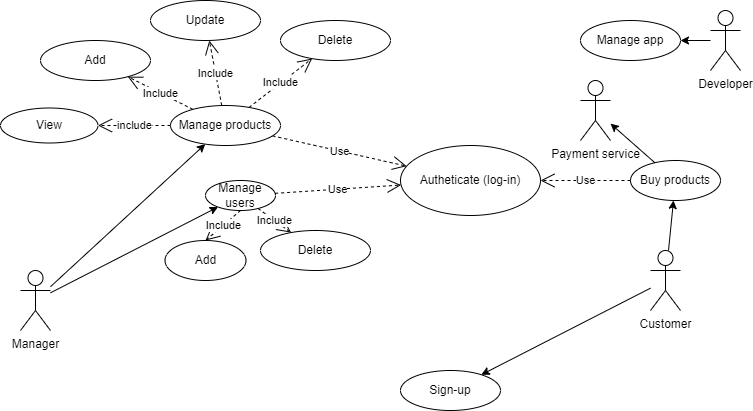 Update
Delete
Manage app
Add
Include
Include
Developer
Include
View
include
Manage products
Payment service
Use
Autheticate (log-in)
Use
Buy products
Manage
users
Use
Include
Include
Add
Delete
Manager
Customer
Sign-up